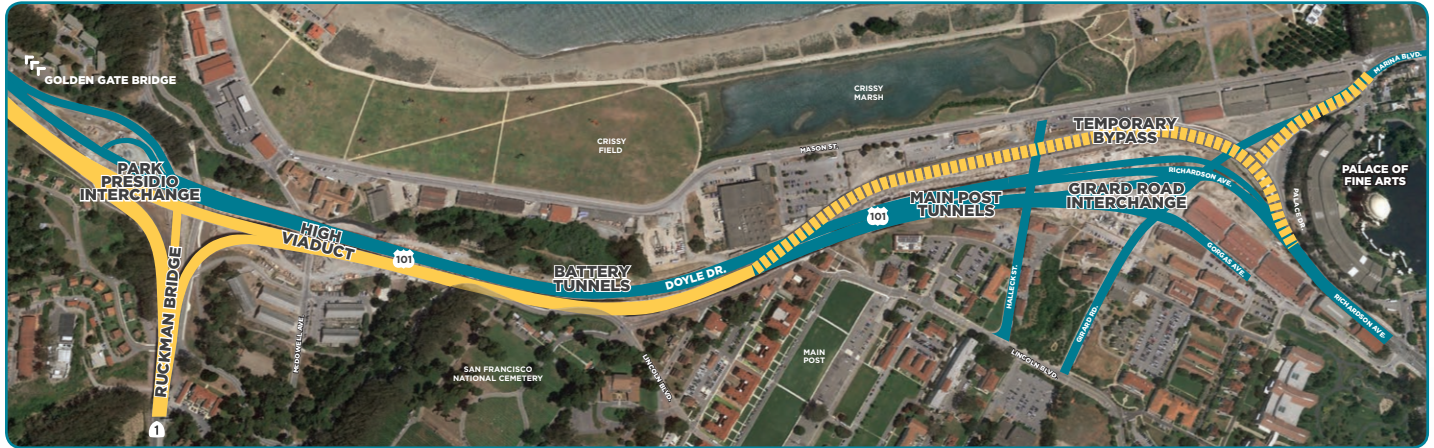 GOLDEN GATE BRIDGE
PARK
PRESIDIO
INTERCHANGE
RUCKMAN BRIDGE
1
HIGH
VIADUCT
101
McDOWELL AVE.
CRISSY
FIELD
CRISSY
MARSH
MASON ST.
BATTERY
TUNNELS
DOYLE DR.
101
SAN FRANCISCO
NATIONAL CEMETERY
LINCOLN BLVD.
MAIN
POST
MAIN POST
TUNNELS
TEMPORARY
BYPASS
RICHARDSON AVE.
GIRARD ROAD
INTERCHANGE
HALLECK ST.
GIRARD RD.
LINCOLN BLVD.
GORGAS AVE.
RICHARDSON AVE.
PALACE DR.
PALACE OF
FINE ARTS
MARINA BLVD.